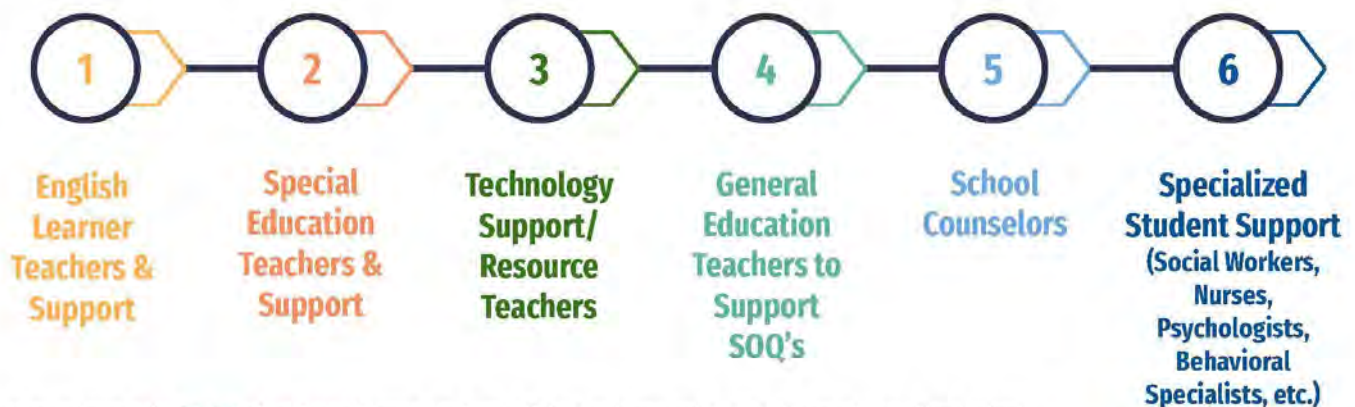 1
2
3
4
5
6
English
Learner
Teachers &
Support
Special
Education
Teachers &
Support
Technology
Support/
Resource
Teachers
General
Education
Teachers to
Support
SOQ's
School
Counselors
Specialized
Student Support
(Social Workers,
Nurses,
Psychologists,
Behavioral
Specialists, etc.)